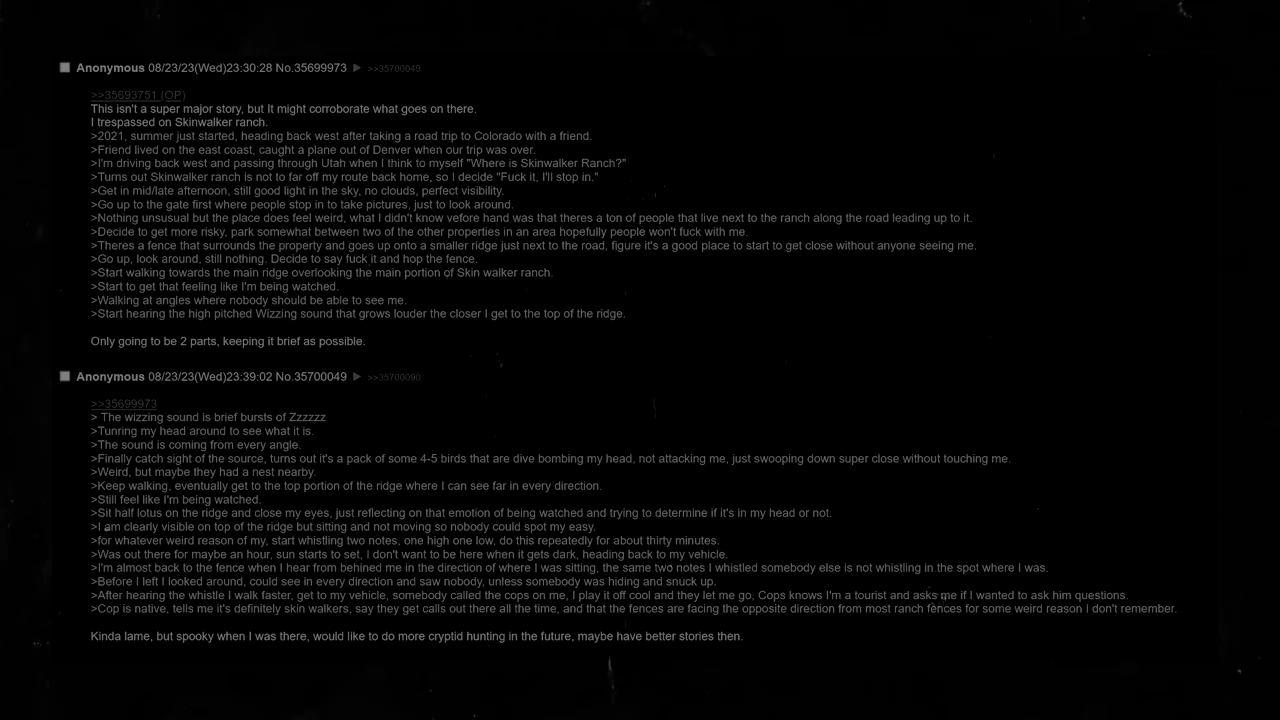 Anonymous 08/23/23(Wed)23:30:28 No.35699973 ▶ >>35700049
>>35693751 (OP)
This isn't a super major story, but It might corroborate what goes on there.
I trespassed on Skinwalker ranch.
>2021, summer just started, heading back west after taking a road trip to Colorado with a friend.
>Friend lived on the east coast, caught a plane out of Denver when our trip was over.
>I'm driving back west and passing through Utah when I think to myself "Where is Skinwalker Ranch?"
>Turns out Skinwalker ranch is not to far off my route back home, so I decide "Fuck it, I'll stop in."
>Get in mid/late afternoon, still good light in the sky, no clouds, perfect visibility.
>Go up to the gate first where people stop in to take pictures, just to look around.
>Nothing unsusual but the place does feel weird, what I didn't know vefore hand was that theres a ton of people that live next to the ranch along the road leading up to it.
>Decide to get more risky, park somewhat between two of the other properties in an area hopefully people won't fuck with me.
>Theres a fence that surrounds the property and goes up onto a smaller ridge just next to the road, figure it's a good place to start to get close without anyone seeing me.
>Go up, look around, still nothing. Decide to say fuck it and hop the fence.
>Start walking towards the main ridge overlooking the main portion of Skin walker ranch.
>Start to get that feeling like I'm being watched.
>Walking at angles where nobody should be able to see me.
>Start hearing the high pitched Wizzing sound that grows louder the closer I get to the top of the ridge.
Only going to be 2 parts, keeping it brief as possible.
Anonymous 08/23/23(Wed)23:39:02 No.35700049 ▶ >>35700090
>>35699973
> The wizzing sound is brief bursts of Zzzzzz
>Tunring my head around to see what it is.
>The sound is coming from every angle.
>Finally catch sight of the source, turns out it's a pack of some 4-5 birds that are dive bombing my head, not attacking me, just swooping down super close without touching me.
>Weird, but maybe they had a nest nearby.
>Keep walking, eventually get to the top portion of the ridge where I can see far in every direction.
>Still feel like I'm being watched.
>Sit half lotus on the ridge and close my eyes, just reflecting on that emotion of being watched and trying to determine if it's in my head or not.
>I am clearly visible on top of the ridge but sitting and not moving so nobody could spot my easy.
>for whatever weird reason of my, start whistling two notes, one high one low, do this repeatedly for about thirty minutes.
>Was out there for maybe an hour, sun starts to set, I don't want to be here when it gets dark, heading back to my vehicle.
>I'm almost back to the fence when I hear from behined me in the direction of where I was sitting, the same two notes I whistled somebody else is not whistling in the spot where I was.
>Before I left I looked around, could see in every direction and saw nobody, unless somebody was hiding and snuck up.
>After hearing the whistle I walk faster, get to my vehicle, somebody called the cops on me, I play it off cool and they let me go, Cops knows I'm a tourist and asks me if I wanted to ask him questions.
>Cop is native, tells me it's definitely skin walkers, say they get calls out there all the time, and that the fences are facing the opposite direction from most ranch fences for some weird reason I don't remember.
Kinda lame, but spooky when I was there, would like to do more cryptid hunting in the future, maybe have better stories then.